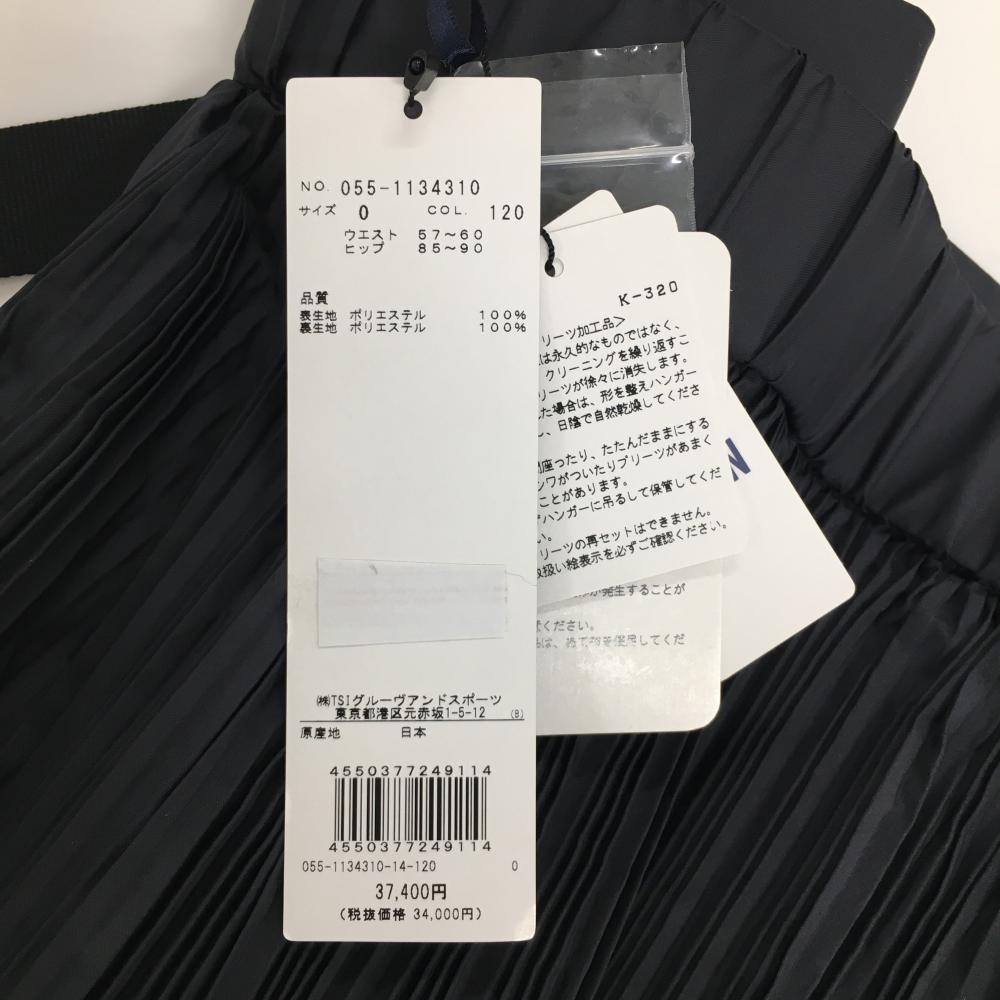 NO. 055-1134310
サイズ 0 COL. 120
ウエスト 57~60
ヒップ 85~90
品質
表生地 ポリエステル 100%
裏生地 ポリエステル 100%
㈱TSIグルーヴアンドスポーツ
東京都港区元赤坂1-5-12 (B)
原産地 日本
4550377249114
4550377249114
055-1134310-14-120 0
37,400円
(税抜価格 34,000円)
K-320
リーツ加工品>
は永久的なものではなく、
クリーニングを繰り返すこ
リーツが徐々に消失します。
た場合は、形を整えハンガー
、日陰で自然乾燥してくださ
座ったり、たたんだままにする
シワがついたりプリーツがあまく
ことがあります。
ハンガーに吊るして保管してくだ
い。
リーツの再セットはできません。
取扱い絵表示を必ずご確認ください。
が発生することが
ください。
は、を使用してくだ
N